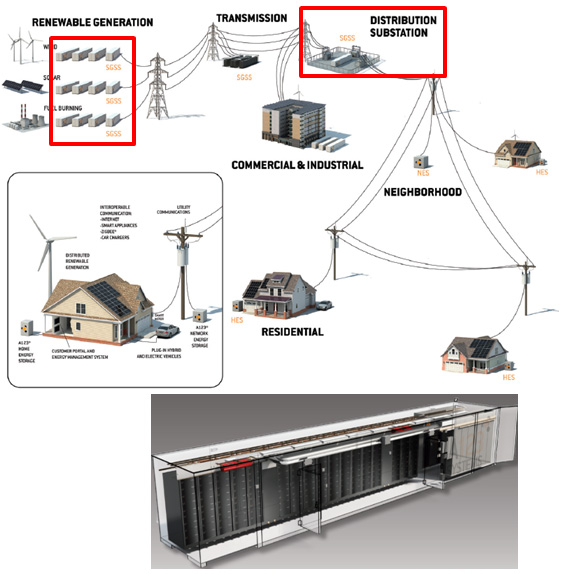 RENEWABLE GENERATION
TRANSMISSION
DISTRIBUTION
SUBSTATION
WIND
SGSS
SGSS
SGSS
SOLAR
SGSS
FUEL BURNING
SGSS
COMMERCIAL & INDUSTRIAL
NES
HES
NEIGHBORHOOD
INTEROPERABLE
COMMUNICATION:
- INTERNET
- SMART APPLIANCES
- ZIGBEE®
- CAR CHARGERS
UTILITY
COMMUNICATIONS
DISTRIBUTED
RENEWABLE
GENERATION
SMART
A123®
HOME
ENERGY
STORAGE
CUSTOMER PORTAL AND
ENERGY MANAGEMENT SYSTEM
PLUG-IN HYBRID
AND ELECTRIC VEHICLES
A123®
NETWORK
ENERGY
STORAGE
HES
RESIDENTIAL
HES